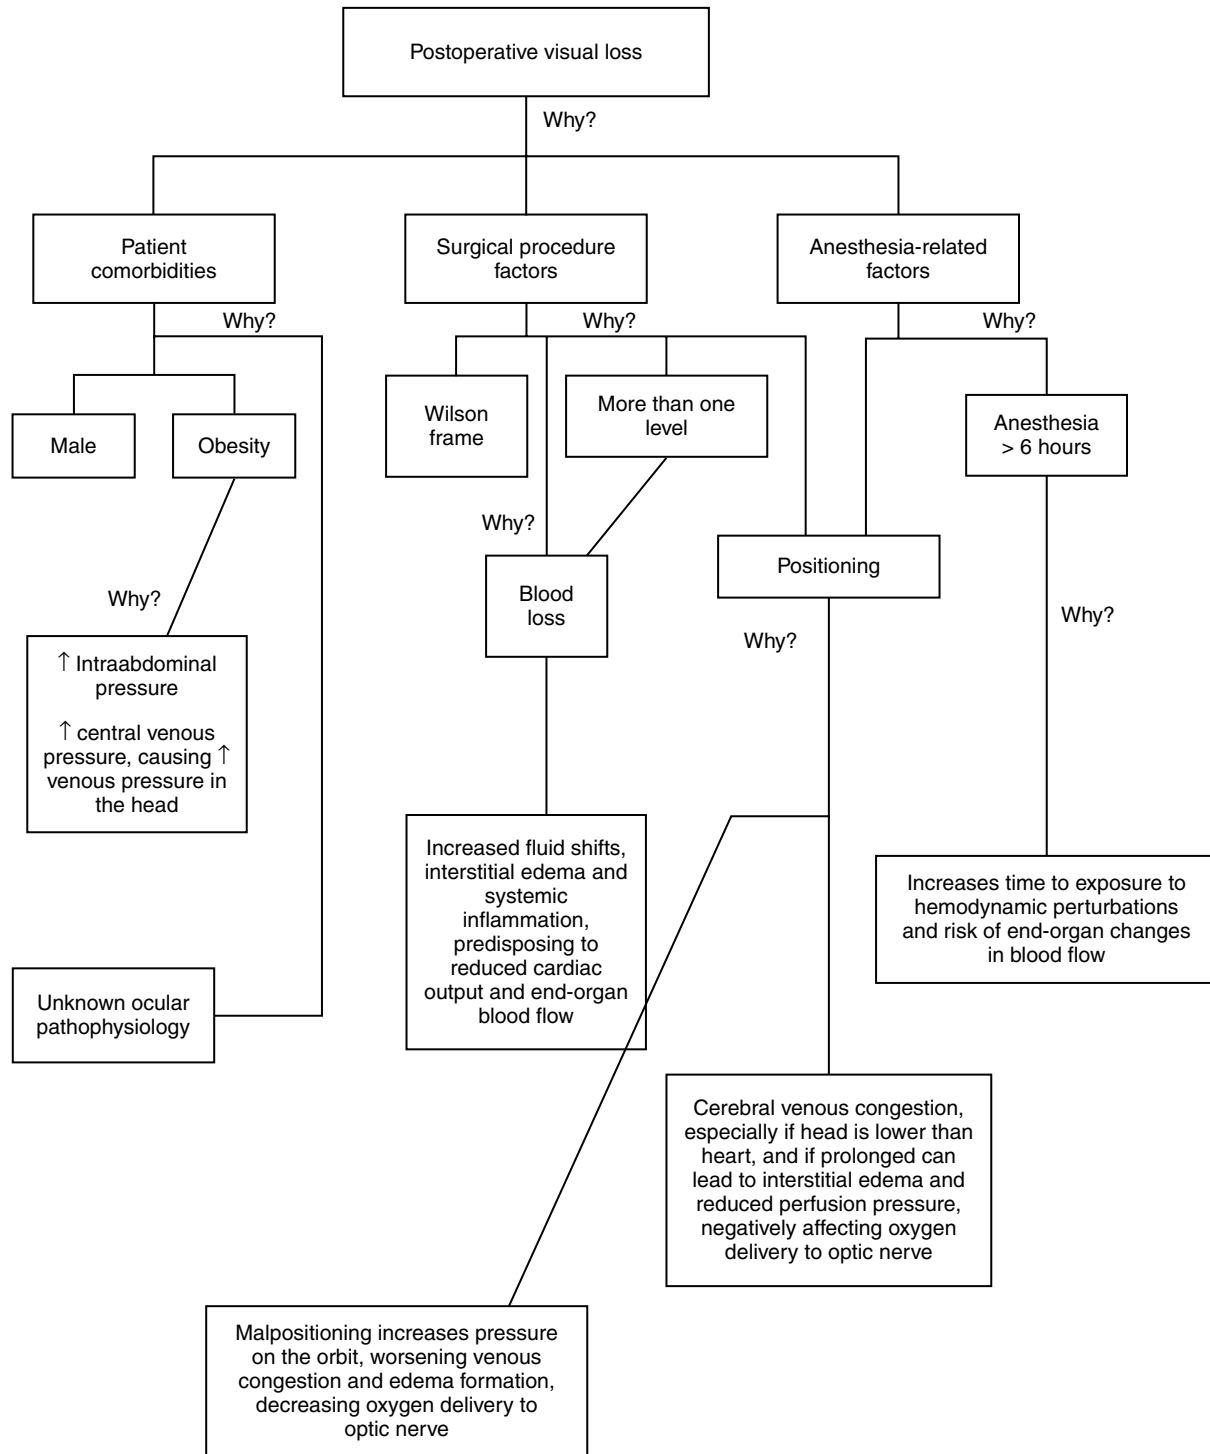 Postoperative visual loss
Why?
Patient
comorbidities
Surgical procedure
factors
Anesthesia-related
factors
Why?
Why?
Why?
Male
Obesity
Wilson
frame
More than one
level
Anesthesia
> 6 hours
Why?
Blood
loss
Positioning
Why?
Why?
Why?
↑ Intraabdominal
pressure
↑ central venous
pressure, causing ↑
venous pressure in
the head
Increased fluid shifts,
interstitial edema and
systemic
inflammation,
predisposing to
reduced cardiac
output and end-organ
blood flow
Increases time to exposure to
hemodynamic perturbations
and risk of end-organ changes
in blood flow
Unknown ocular
pathophysiology
Cerebral venous congestion,
especially if head is lower than
heart, and if prolonged can
lead to interstitial edema and
reduced perfusion pressure,
negatively affecting oxygen
delivery to optic nerve
Malpositioning increases pressure
on the orbit, worsening venous
congestion and edema formation,
decreasing oxygen delivery to
optic nerve